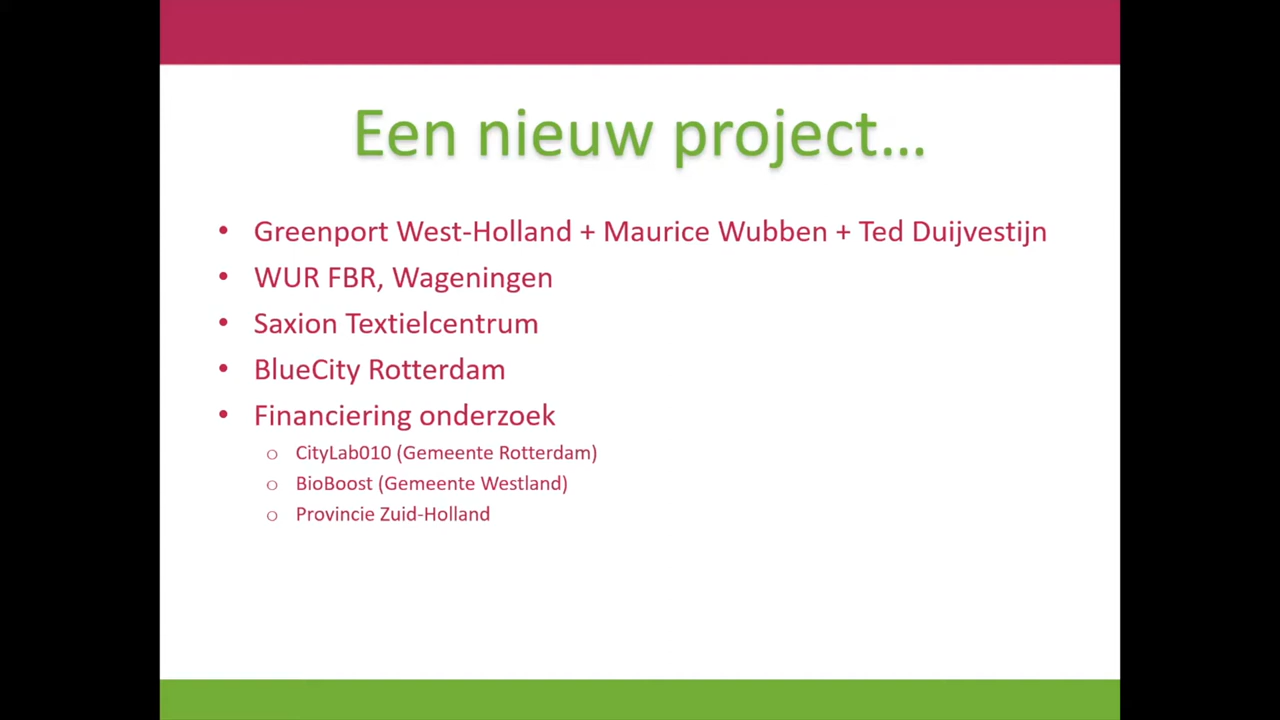 Een nieuw project...
• Greenport West-Holland + Maurice Wubben + Ted Duijvestijn
• WUR FBR, Wageningen
• Saxion Textielcentrum
• BlueCity Rotterdam
• Financiering onderzoek
o CityLab010 (Gemeente Rotterdam)
o BioBoost (Gemeente Westland)
o Provincie Zuid-Holland